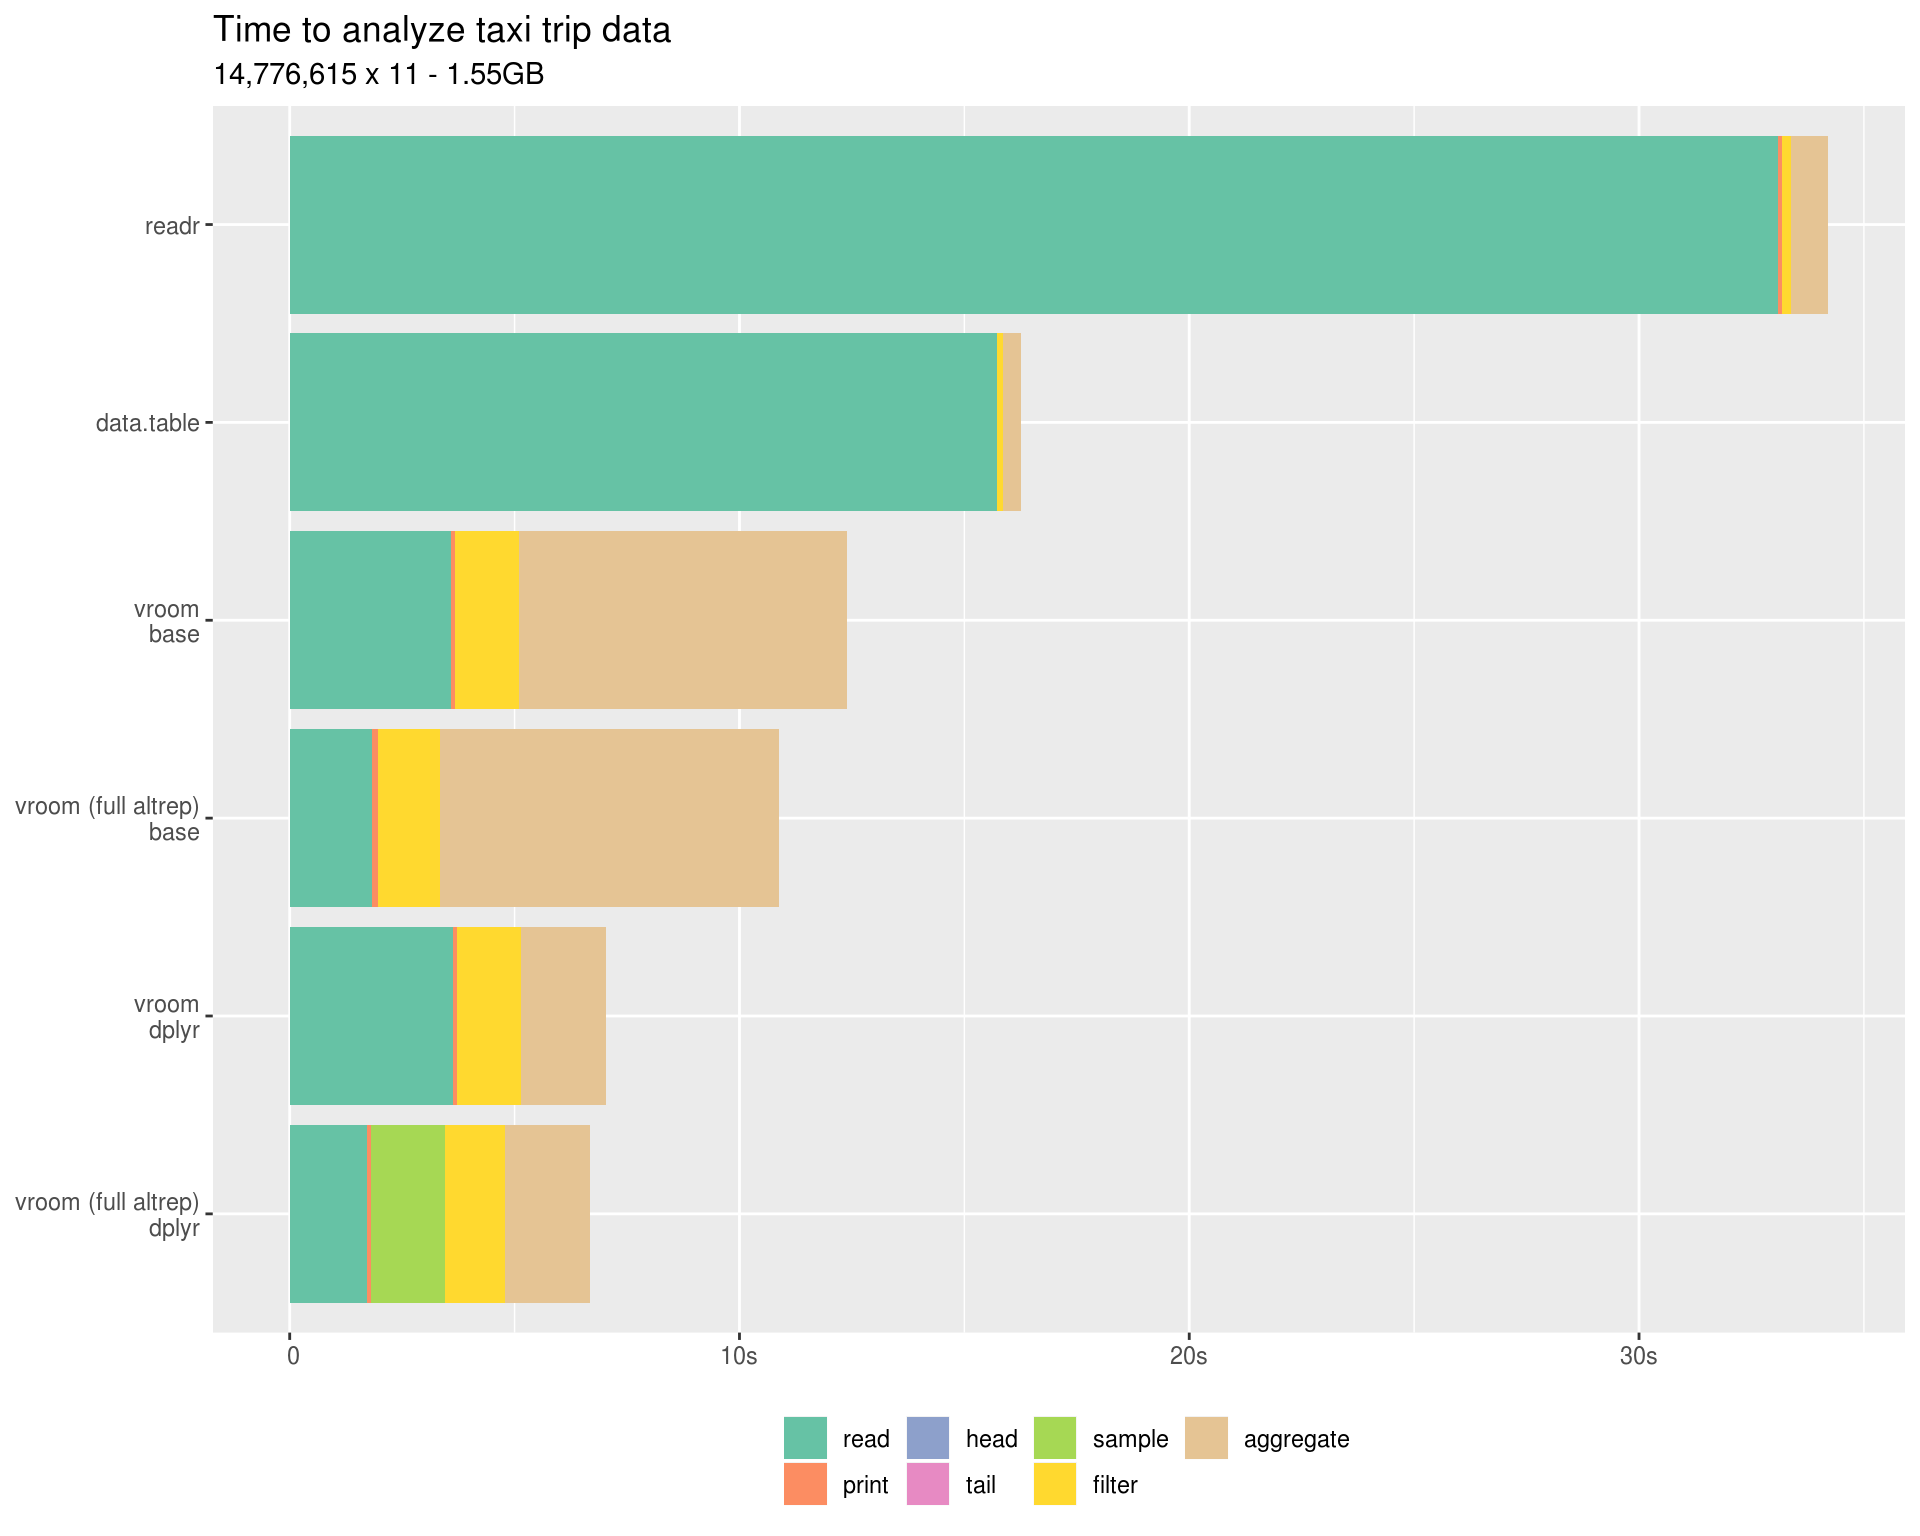 Time to analyze taxi trip data
14,776,615 x 11 - 1.55GB
readr
data.table
vroom
base
vroom (full altrep)
base
vroom
dplyr
vroom (full altrep)
dplyr
0 10s 20s 30s
read head sample aggregate
print tail filter